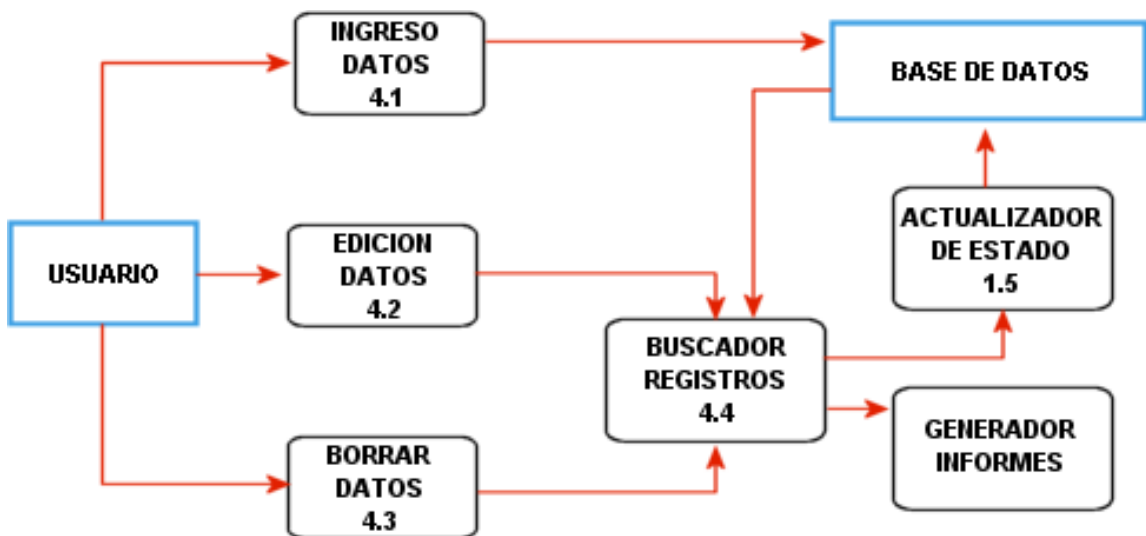 INGRESO
DATOS
4.1
BASE DE DATOS
USUARIO
EDICION
DATOS
4.2
ACTUALIZADOR
DE ESTADO
1.5
BUSCADOR
REGISTROS
4.4
BORRAR
DATOS
4.3
GENERADOR
INFORMES